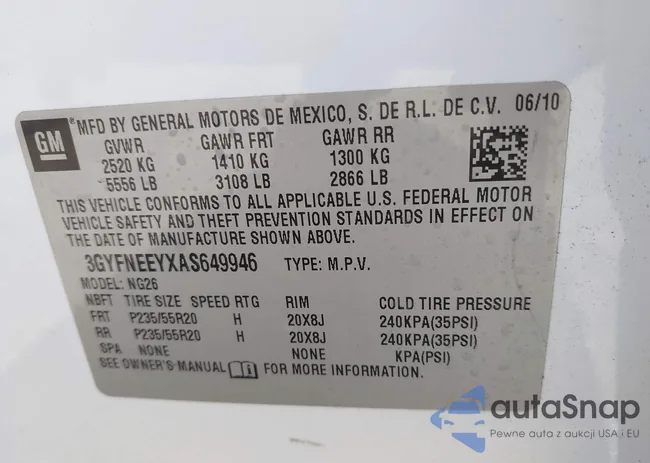 GM
®MFD BY GENERAL MOTORS DE MEXICO, S. DE R.L. DE C.V. 06/10
GVWR GAWR FRT GAWR RR
2520 KG 1410 KG 1300 KG
5556 LB 3108 LB 2866 LB
THIS VEHICLE CONFORMS TO ALL APPLICABLE U.S. FEDERAL MOTOR
VEHICLE SAFETY AND THEFT PREVENTION STANDARDS IN EFFECT ON
THE DATE OF MANUFACTURE SHOWN ABOVE.
3GYFNEEYXAS649946 TYPE: M.P.V.
MODEL: NG26
NBFT TIRE SIZE SPEED RTG RIM COLD TIRE PRESSURE
FRT P235/55R20 H 20X8J 240KPA(35PSI)
RR P235/55R20 H 20X8J 240KPA(35PSI)
SPA NONE NONE KPA(PSI)
SEE OWNER'S MANUAL FOR MORE INFORMATION.
autaSnap
Pewne auta z aukcji USA i EU